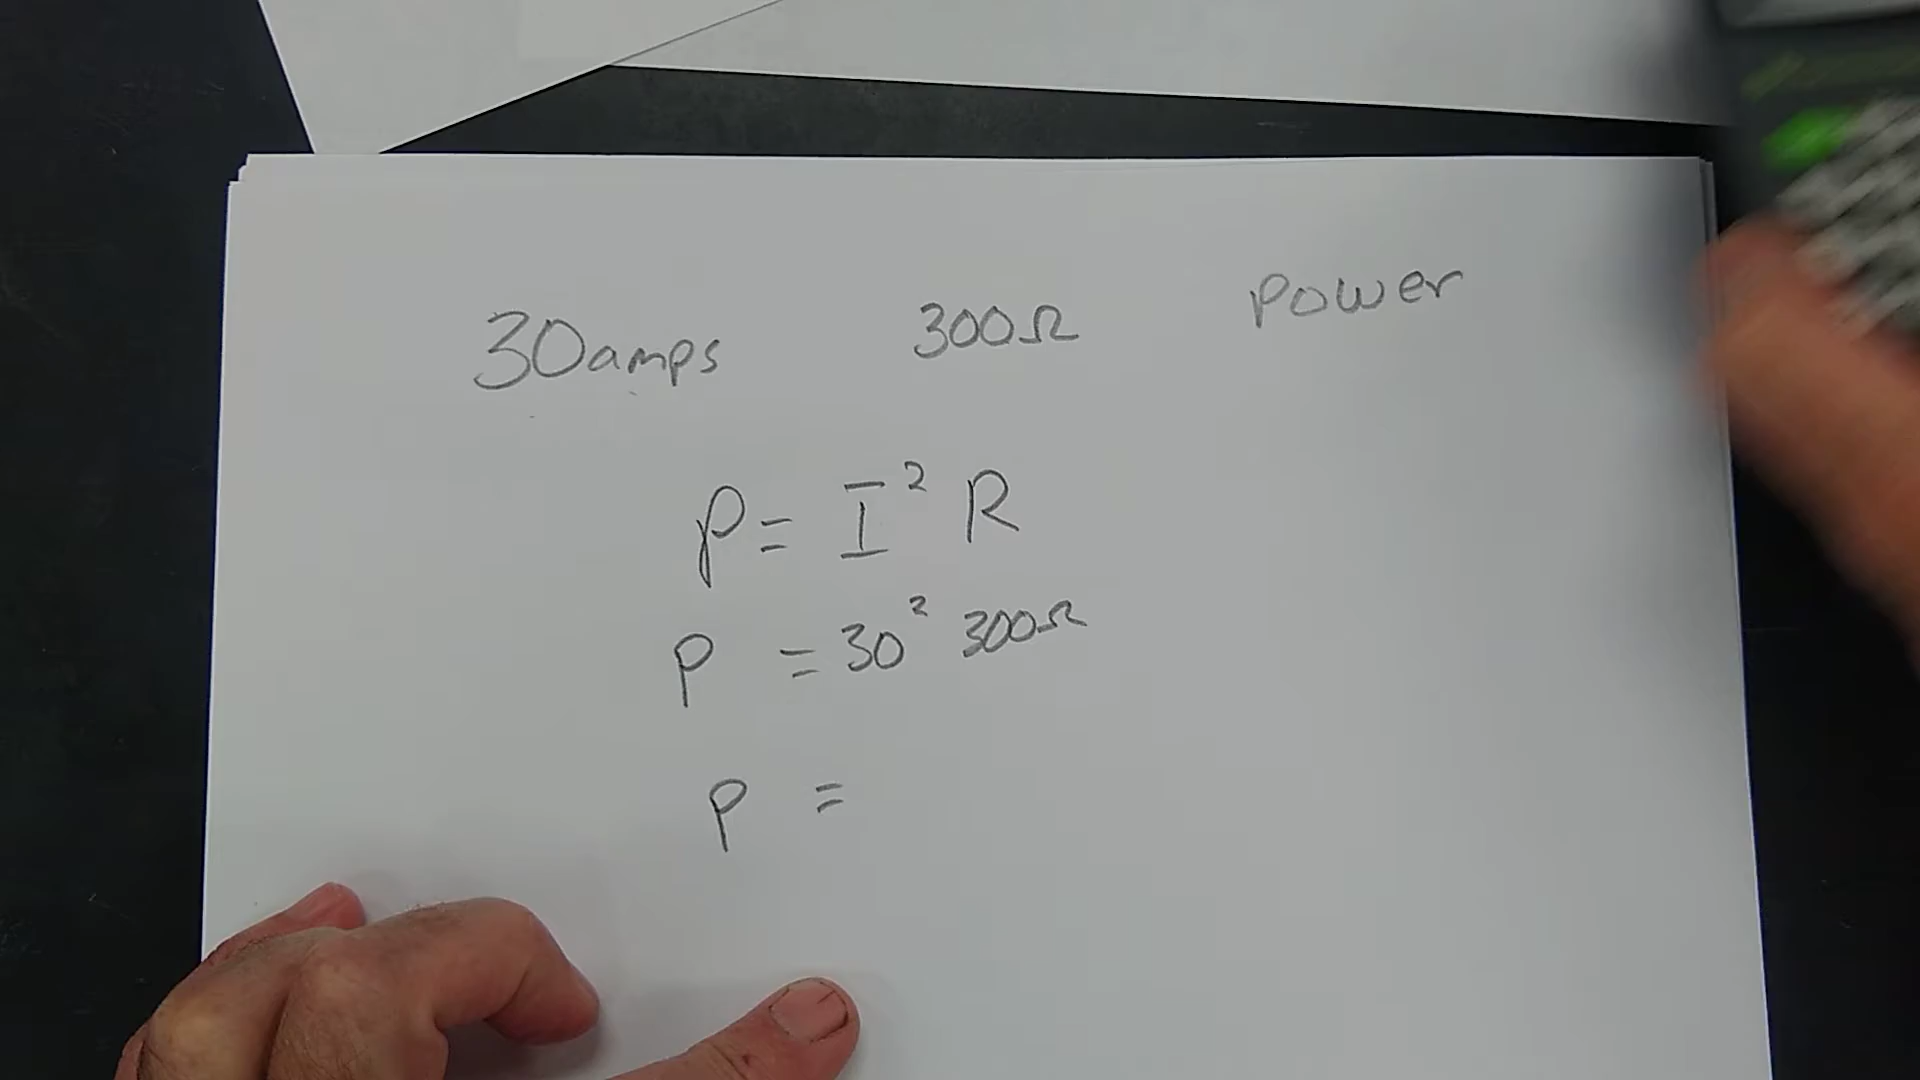 30amps 300Ω Power
P = I² R
P = 30² 300Ω
P =